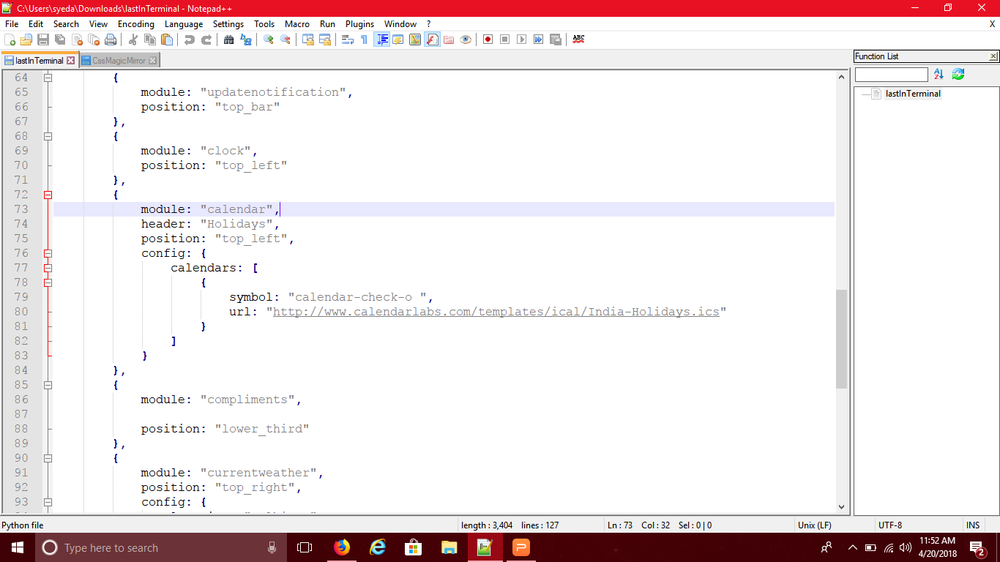 C:\Users\syeda\Downloads\lastInTerminal - Notepad++
File Edit Search View Encoding Language Settings Tools Macro Run Plugins Window ? X
lastInTerminal CssMagicMirror
Function List
lastInTerminal
64 {
65 module: "updatenotification",
66 position: "top_bar"
67 },
68 {
69 module: "clock",
70 position: "top_left"
71 },
72 {
73 module: "calendar",
74 header: "Holidays",
75 position: "top_left",
76 config: {
77 calendars: [
78 {
79 symbol: "calendar-check-o ",
80 url: "http://www.calendarlabs.com/templates/ical/India-Holidays.ics"
81 }
82 ]
83 }
84 },
85 {
86 module: "compliments",
87
88 position: "lower_third"
89 },
90 {
91 module: "currentweather",
92 position: "top_right",
93 config: {
Python file length : 3,404 lines : 127 Ln : 73 Col : 32 Sel : 0 | 0 Unix (LF) UTF-8 INS
Type here to search
11:52 AM
4/20/2018
2